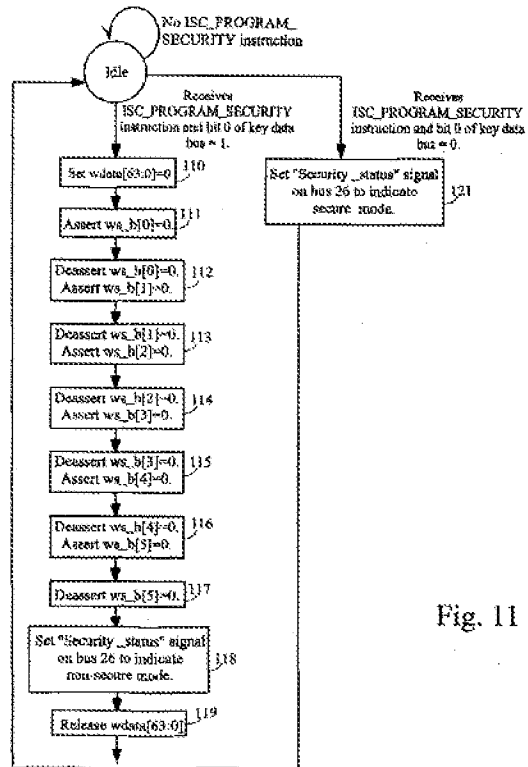 No ISC_PROGRAM_
SECURITY instruction
Idle
Receives
ISC_PROGRAM_SECURITY
instruction and bit 0 of key data
bus = 1.
Receives
ISC_PROGRAM_SECURITY
instruction and bit 0 of key data
bus = 0.
110
Set wdata[63:0]=0
111
Assert ws_b[0]=0.
Deassert ws_b[0]=0.
Assert ws_b[1]=0.
112
Deassert ws_b[1]=0.
Assert ws_b[2]=0.
113
Deassert ws_b[2]=0.
Assert ws_b[3]=0.
114
Deassert ws_b[3]=0.
Assert ws_b[4]=0.
115
Deassert ws_b[4]=0.
Assert ws_b[5]=0.
116
Deassert ws_b[5]=0.
117
Set "Security _status" signal
on bus 26 to indicate
non-secure mode.
118
Release wdata[63:0]
119
Set "Security _status" signal
on bus 26 to indicate
secure mode.
121
Fig. 11